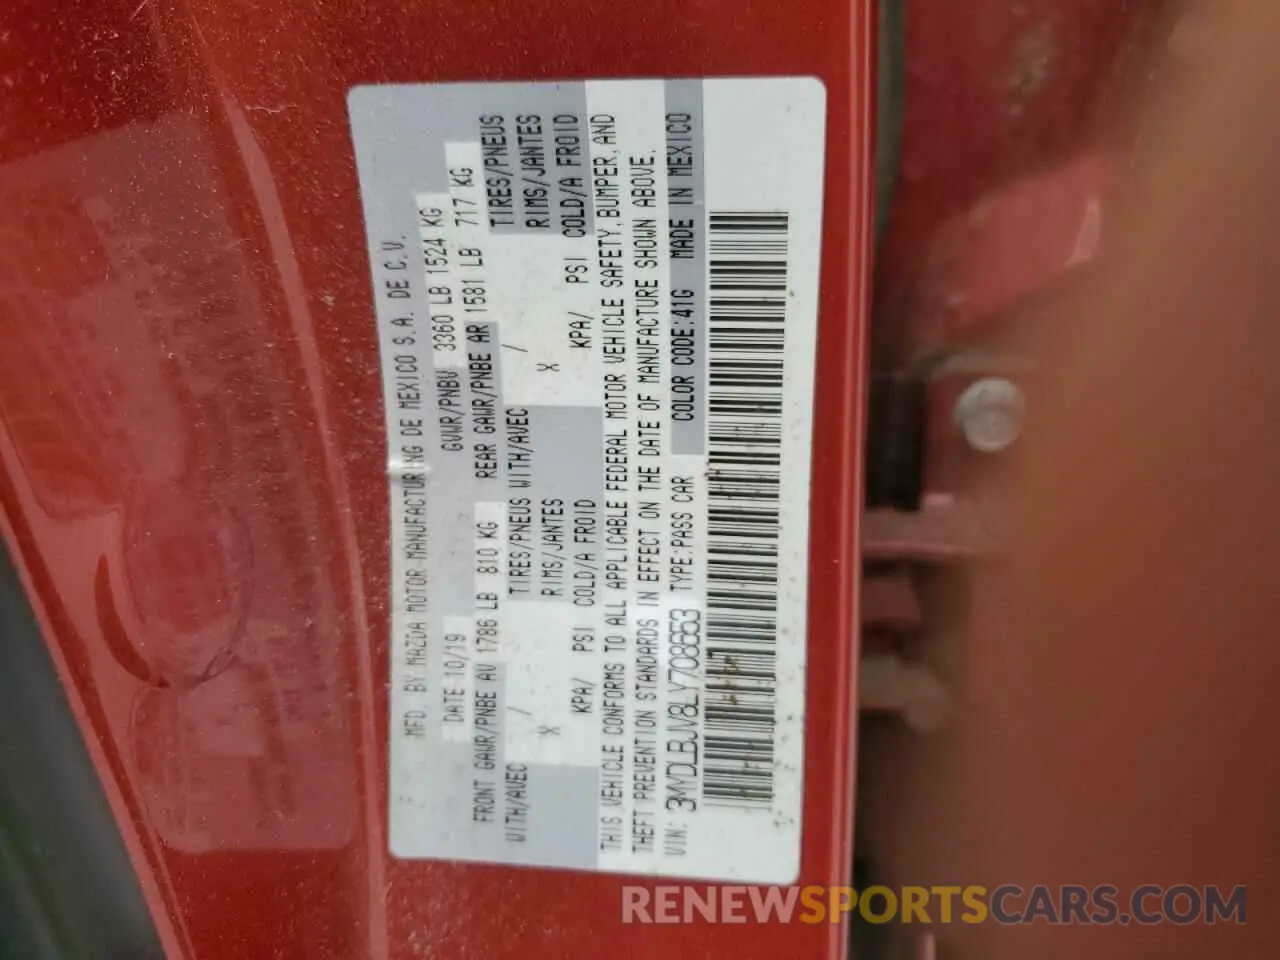 MFD. BY MAZDA MOTOR MANUFACTURING DE MEXICO S.A. DE C.V.
DATE 10/19 GVWR/PNBV 3360 LB 1524 KG
FRONT GAWR/PNBE AV 1786 LB 810 KG REAR GAWR/PNBE AR 1581 LB 717 KG
WITH/AVEC / TIRES/PNEUS WITH/AVEC / TIRES/PNEUS
X RIMS/JANTES X RIMS/JANTES
KPA/ PSI COLD/A FROID KPA/ PSI COLD/A FROID
THIS VEHICLE CONFORMS TO ALL APPLICABLE FEDERAL MOTOR VEHICLE SAFETY, BUMPER, AND
THEFT PREVENTION STANDARDS IN EFFECT ON THE DATE OF MANUFACTURE SHOWN ABOVE.
VIN: TYPE:PASS CAR COLOR CODE:41G MADE IN MEXICO
RENEWSPORTSCARS.COM